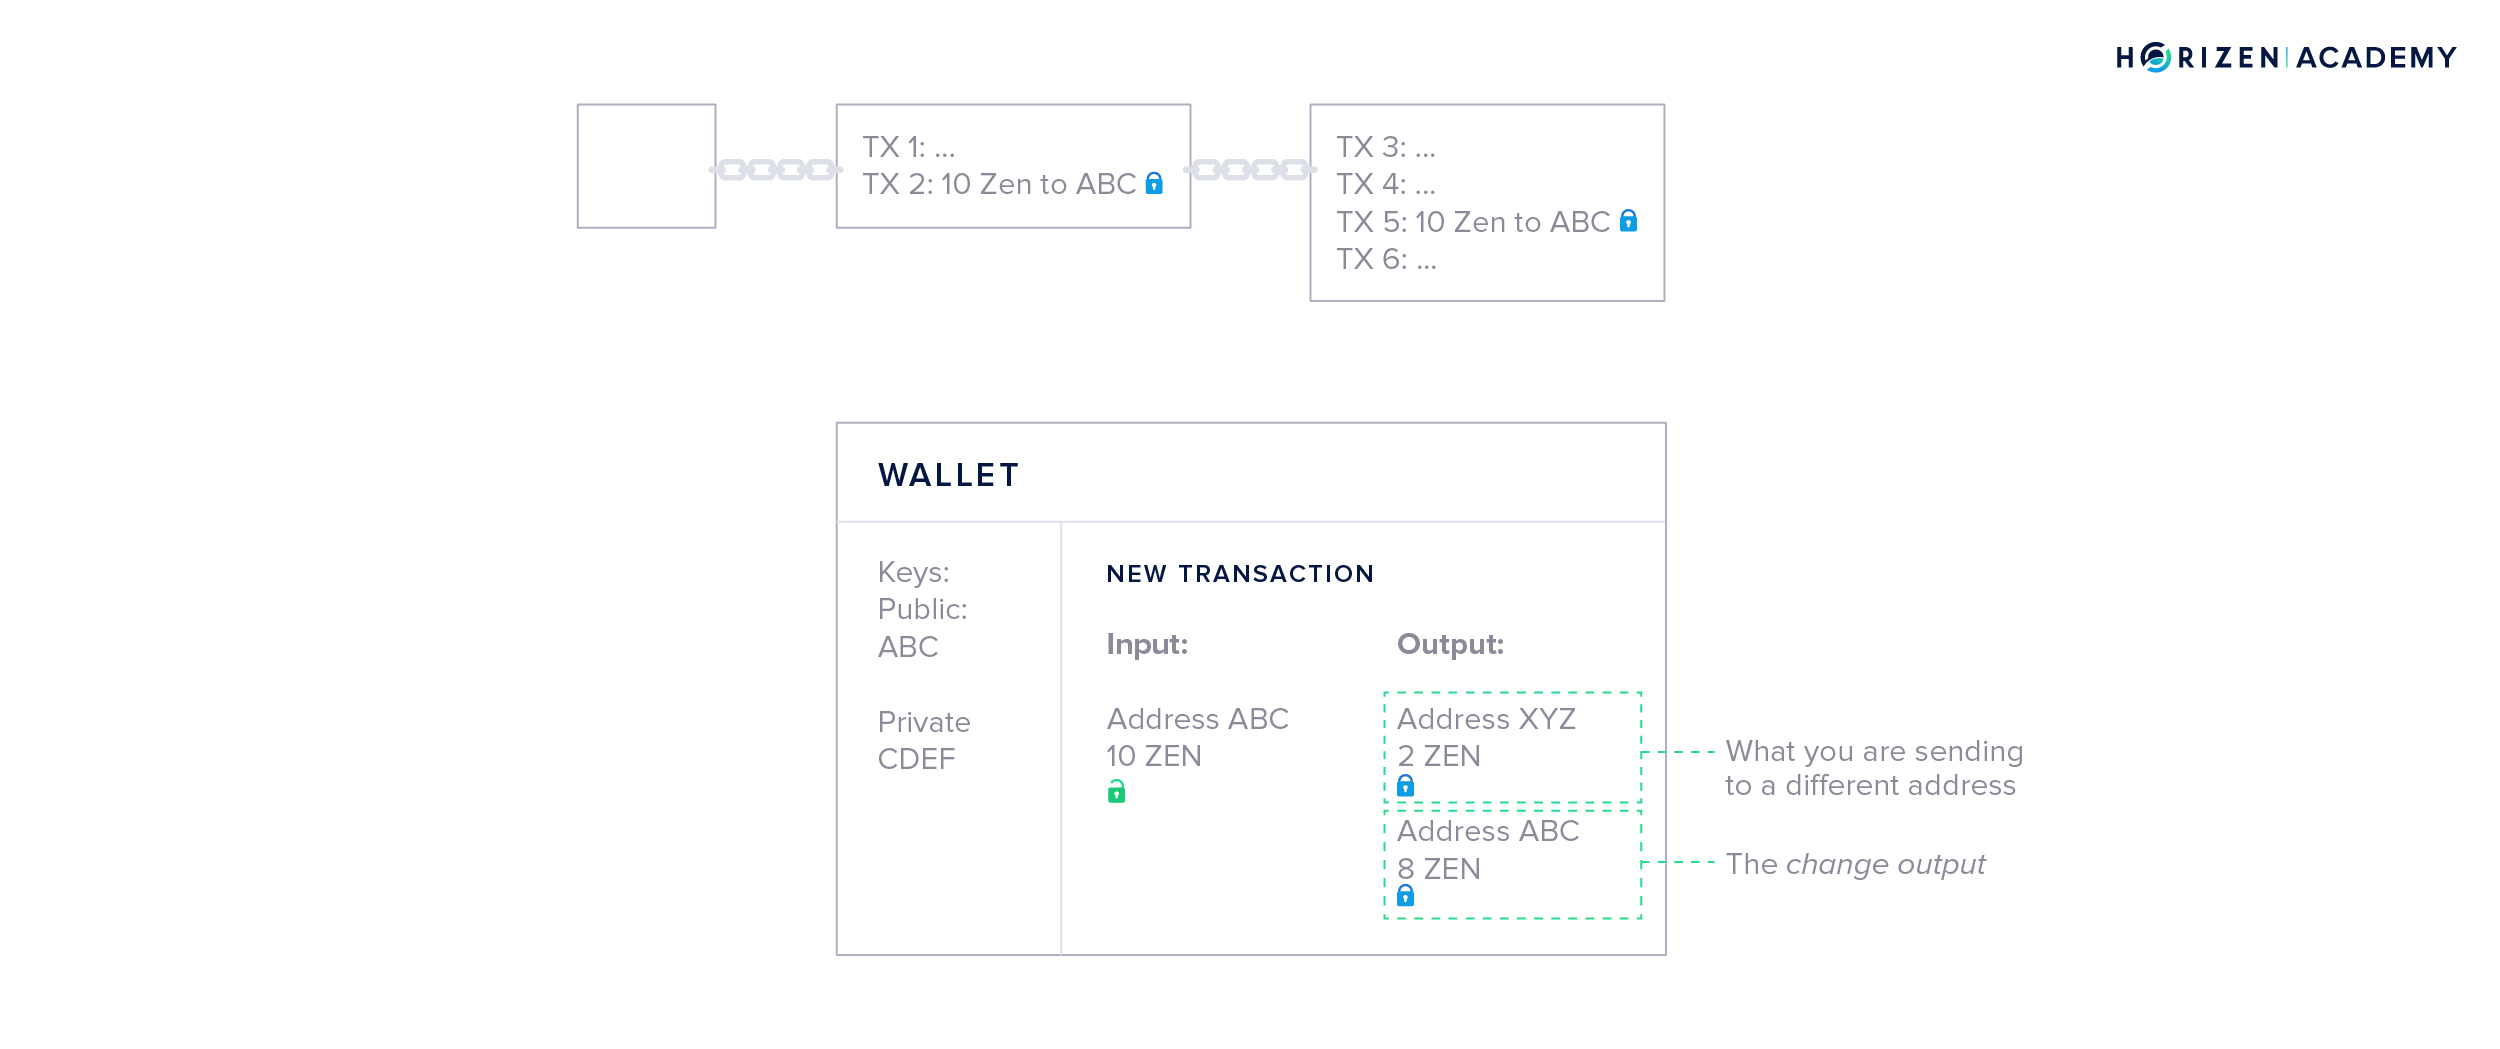 HORIZEN | ACADEMY
TX 1: ...
TX 2: 10 Zen to ABC
TX 3: ...
TX 4: ...
TX 5: 10 Zen to ABC
TX 6: ...
WALLET
Keys:
Public:
ABC
Private
CDEF
NEW TRANSACTION
Input:
Address ABC
10 ZEN
Output:
Address XYZ
2 ZEN
Address ABC
8 ZEN
What you are sending
to a different address
The change output